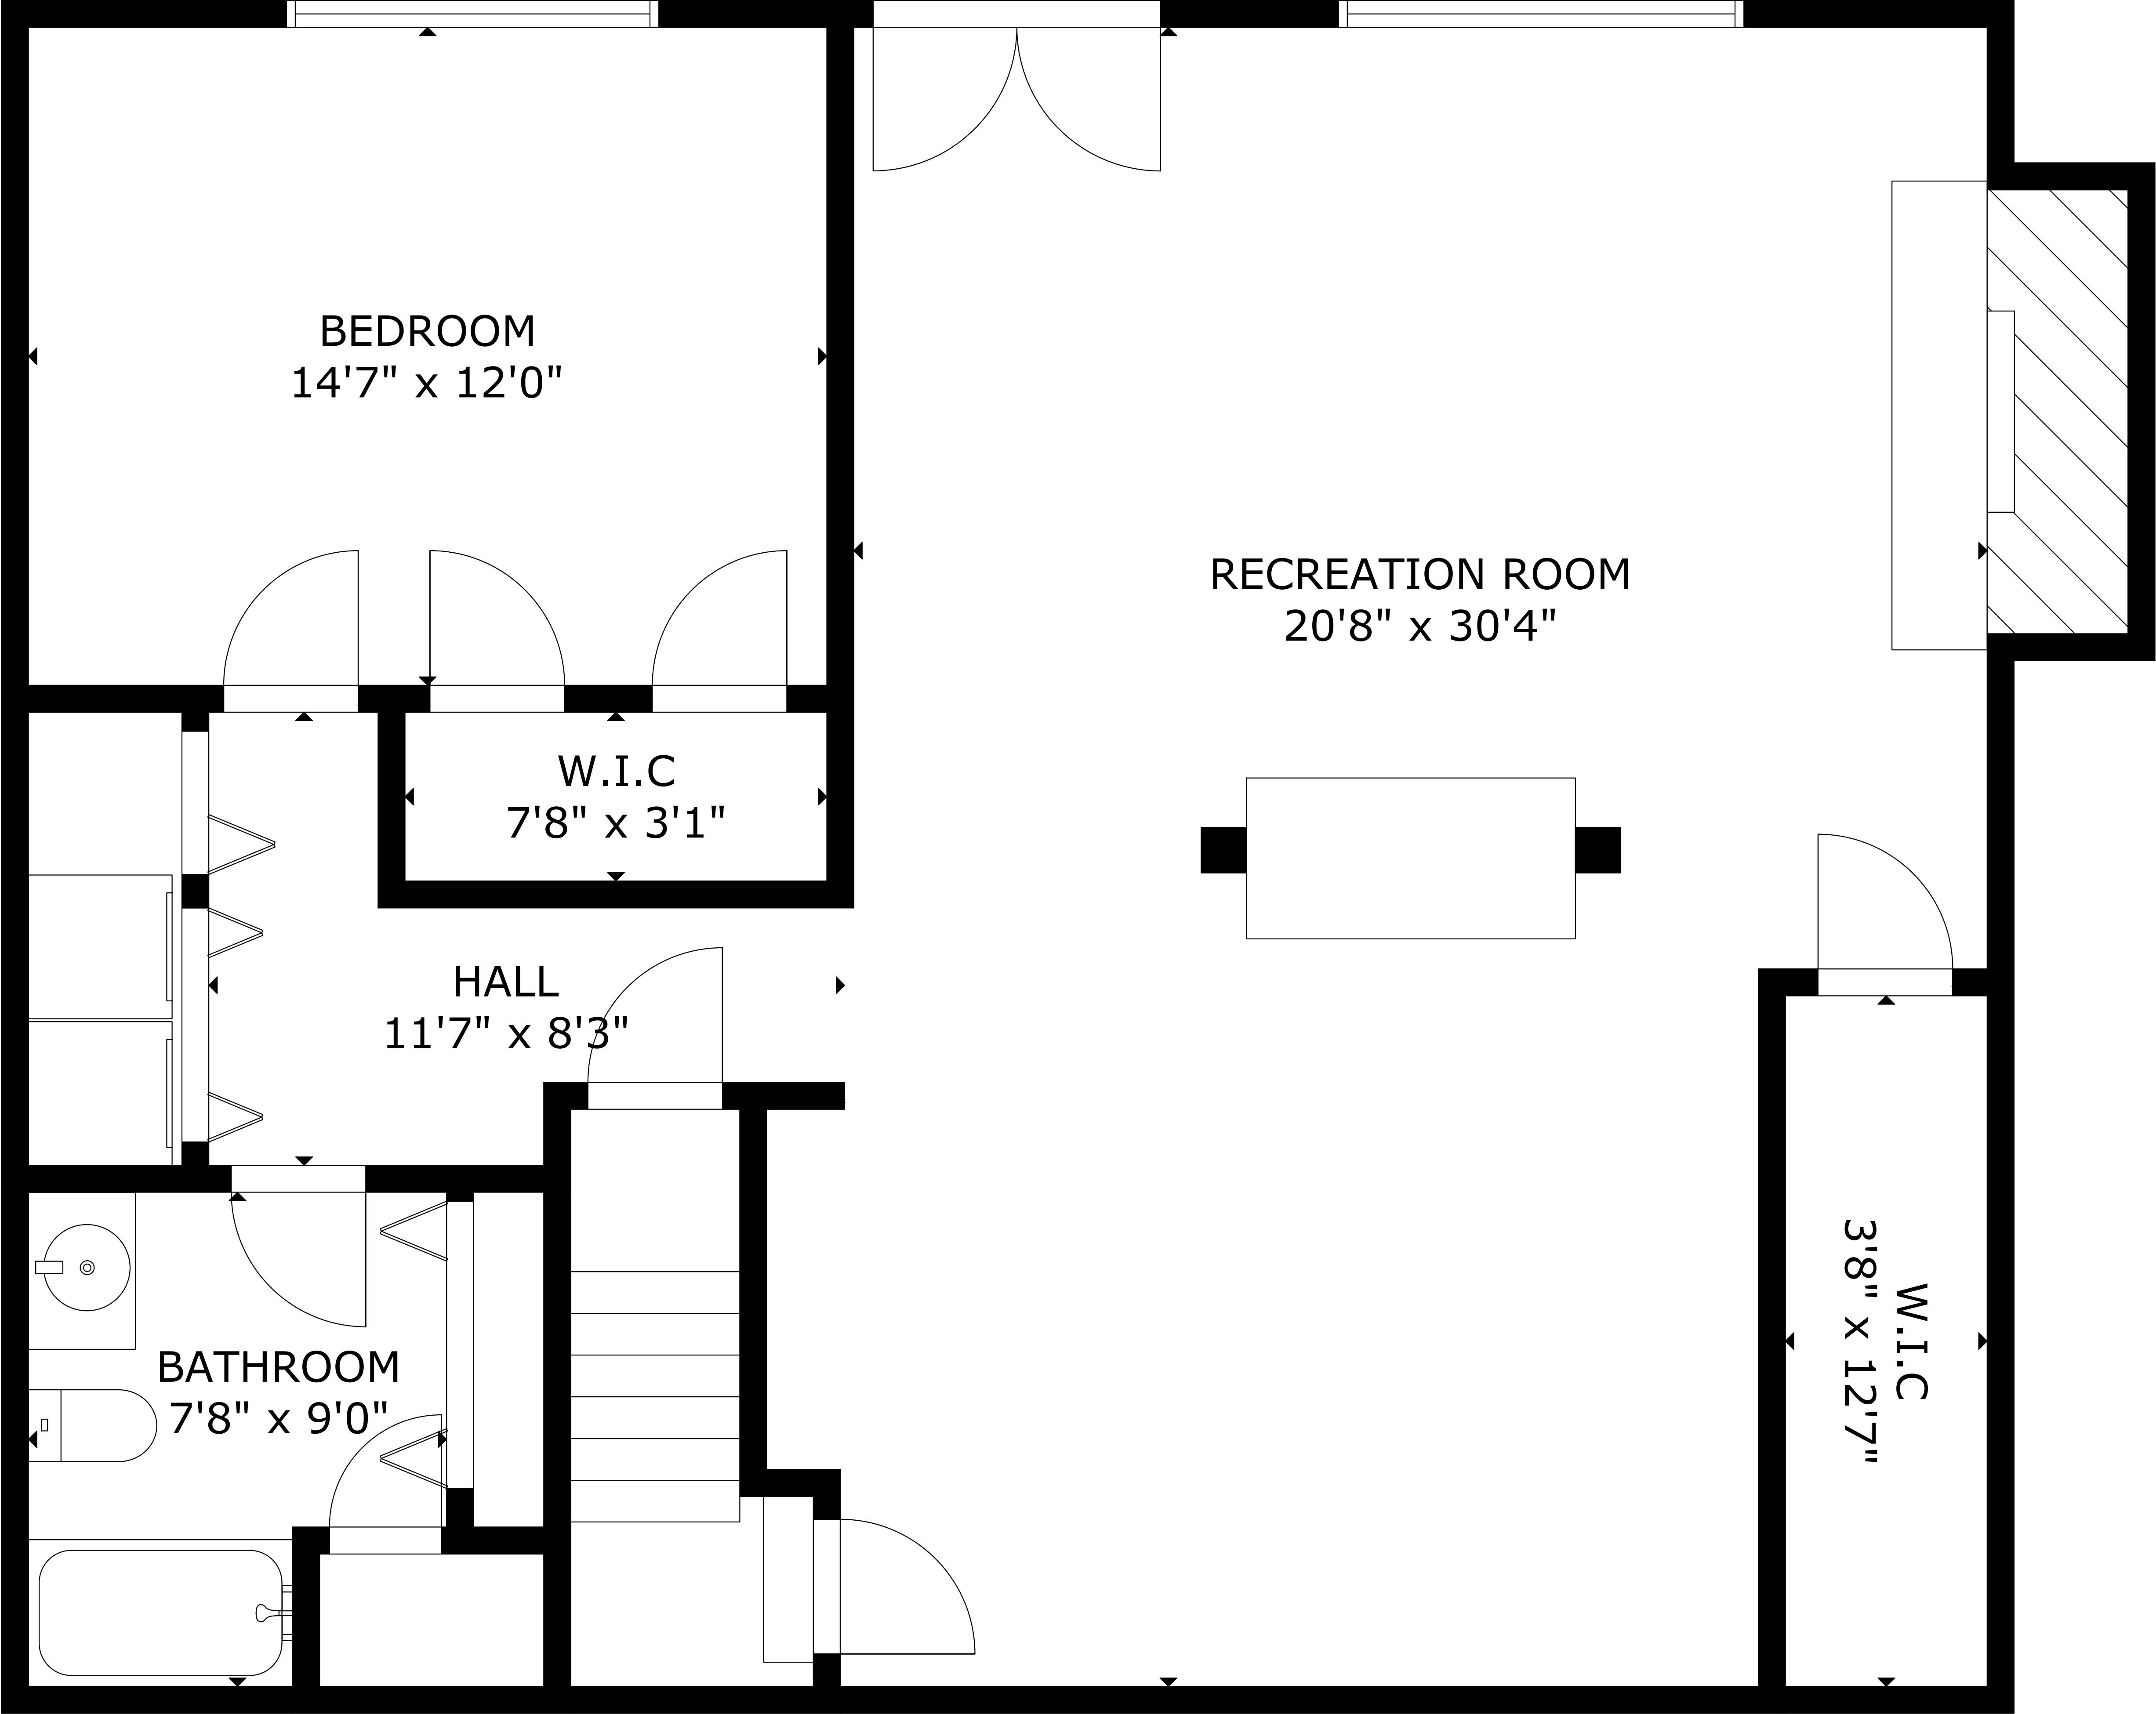 BEDROOM
14'7" x 12'0"
RECREATION ROOM
20'8" x 30'4"
W.I.C
7'8" x 3'1"
HALL
11'7" x 8'3"
W.I.C
3'8" x 12'7"
BATHROOM
7'8" x 9'0"